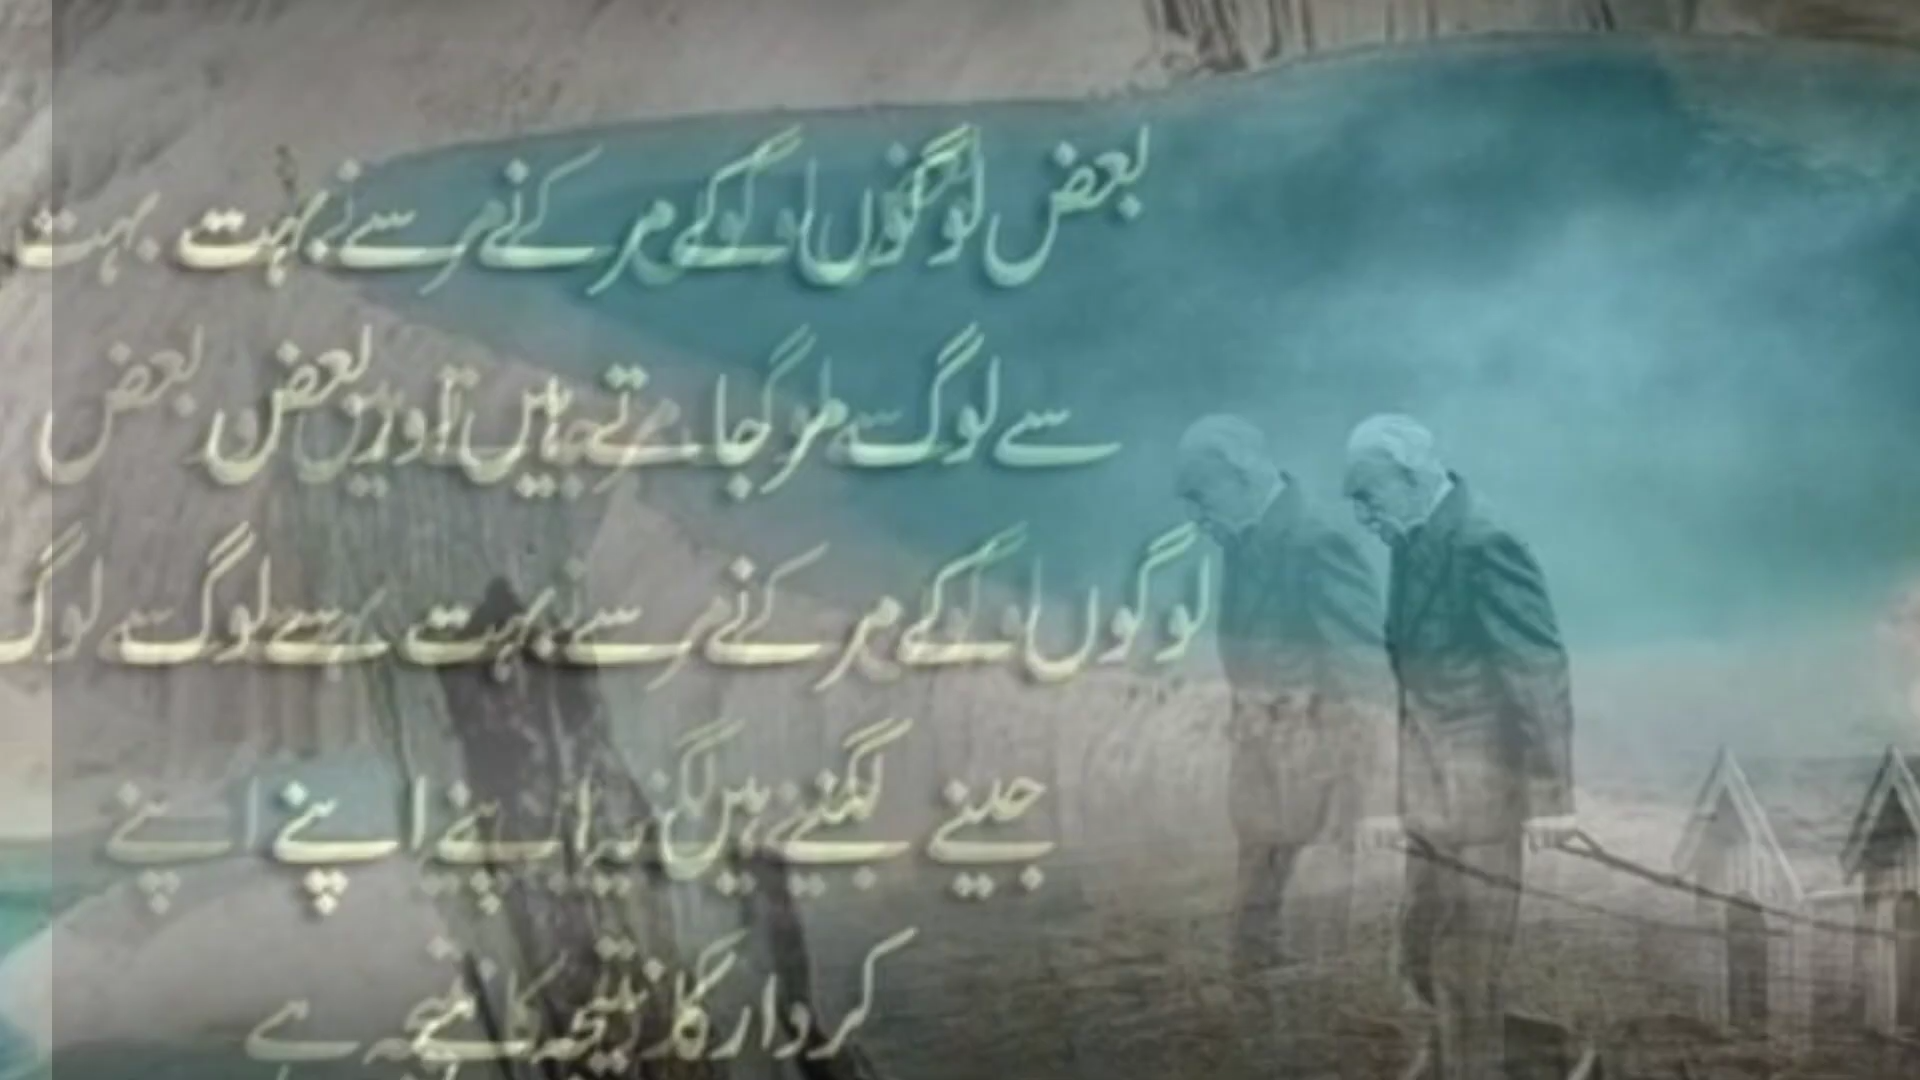 بعض لوگوں کے مرنے سے بہت
سے لوگ مر جاتے ہیں اور بعض
لوگوں کے مرنے سے بہت سے لوگ
جینے لگتے ہیں یہ اپنے اپنے
کردار کا نتیجہ ہے